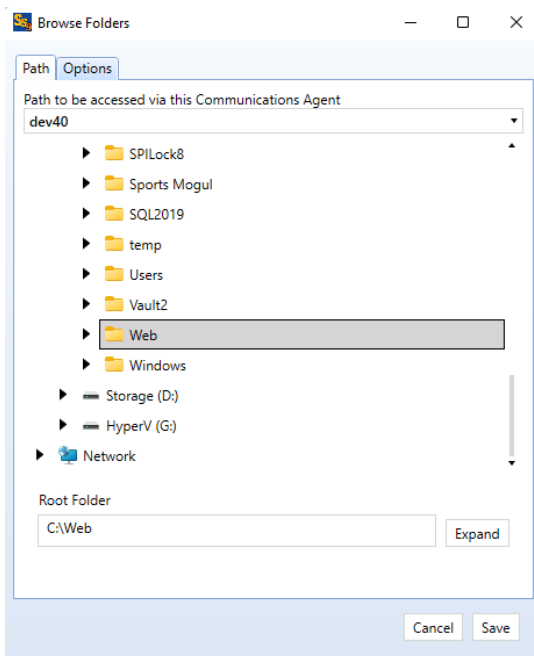 Browse Folders
Path Options
Path to be accessed via this Communications Agent
dev40
SPILock8
Sports Mogul
SQL2019
temp
Users
Vault2
Web
Windows
Storage (D:)
HyperV (G:)
Network
Root Folder
C:\Web
Expand
Cancel Save